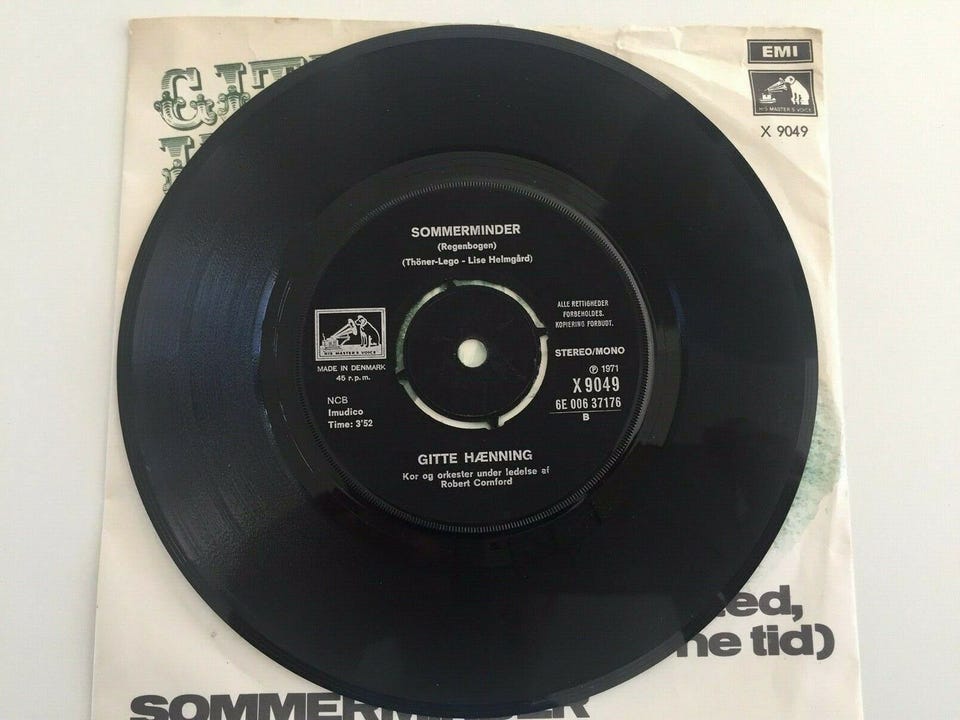 EMI
HIS MASTER'S VOICE
X 9049
SOMMERMINDER
(Regenbogen)
(Thöner-Lego - Lise Helmgård)
ALLE RETTIGHEDER
FORBEHOLDES.
KOPIERING FORBUDT.
HIS MASTER'S VOICE
MADE IN DENMARK
45 r.p.m.
STEREO/MONO
℗ 1971
X 9049
6E 006 37176
B
NCB
Imudico
Time: 3'52
GITTE HÆNNING
Kor og orkester under ledelse af
Robert Cornford
tid)
SOMMERMINDER